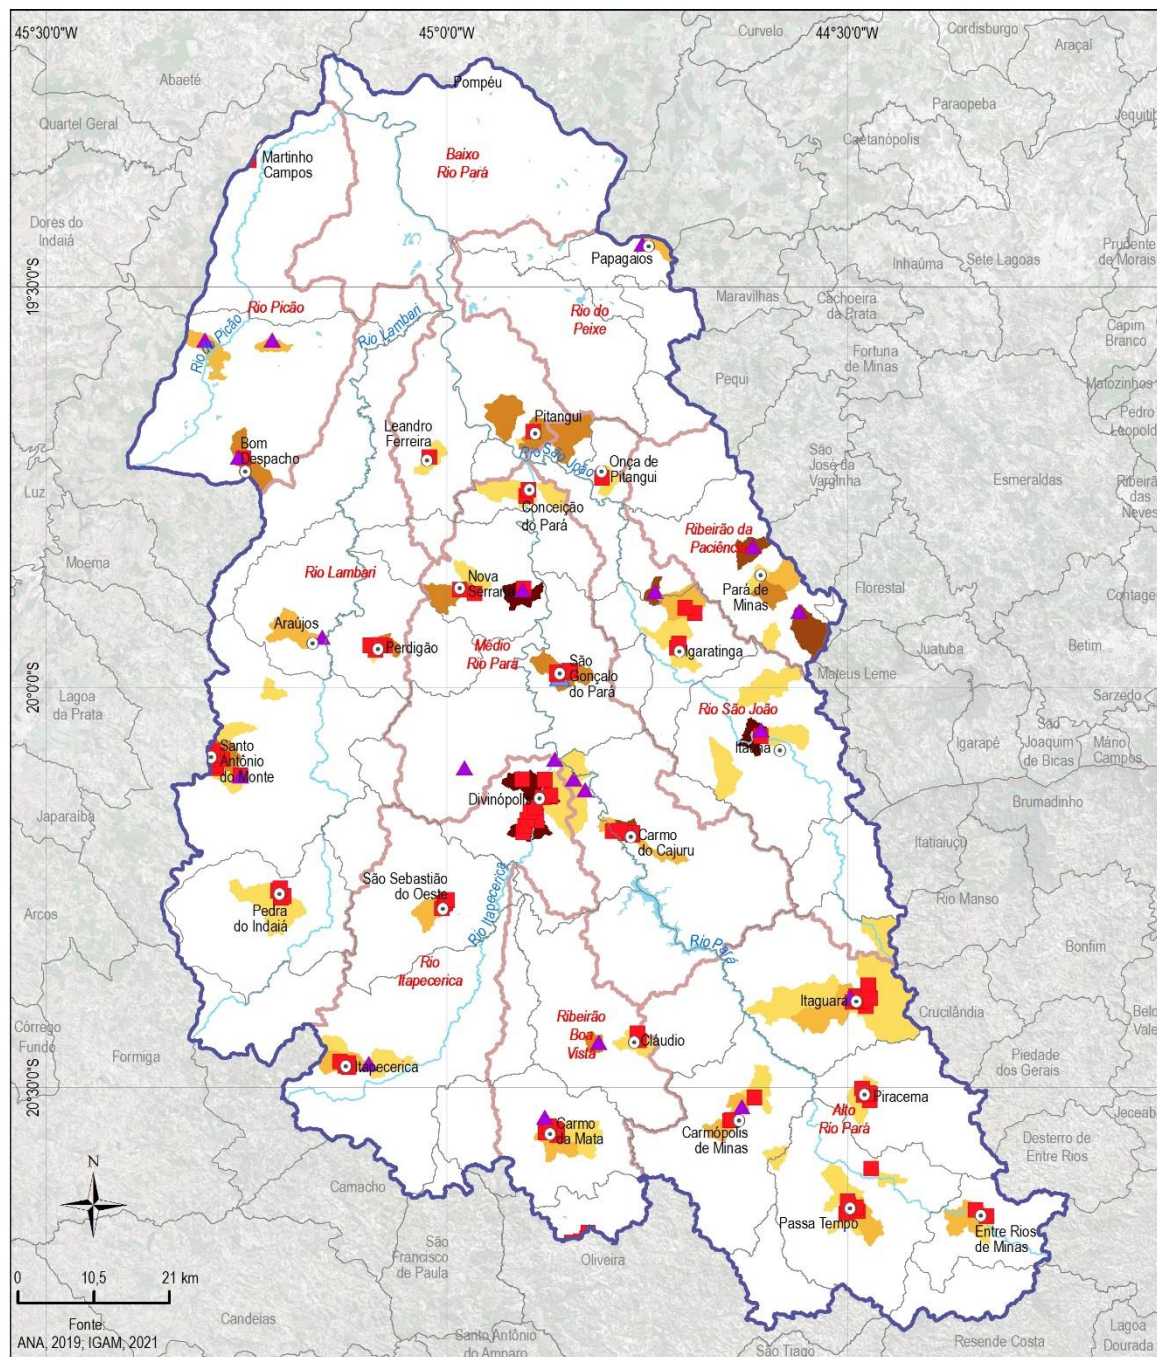 45°30'0"W
45°0'0"W
44°30'0"W
Curvelo
Cordisburgo
Araçaí
Abaeté
Pompéu
Paraopeba
Jequitib
Quartel Geral
Caetanópolis
Martinho
Campos
Baixo
Rio Pará
Dores do
Indaiá
Papagaios
Inhaúma
Sete Lagoas
Prudente
de Morais
19°30'0"S
Rio Picão
Rio do Picão
Rio Lambari
Rio do
Peixe
Maravilhas
Cachoeira
da Prata
Capim
Branco
Fortuna
de Minas
Pequi
Matozinhos
Pedro
Leopold
Leandro
Ferreira
Pitangui
Rio São João
Bom
Despacho
Onça de
Pitangui
São
José da
Varginha
Esmeraldas
Ribeirã
das
Neves
Luz
Conceição
do Pará
Ribeirão da
Paciência
Moema
Rio Lambari
Nova
Serrana
Pará de
Minas
Florestal
Contage
Araújos
Perdigão
Médio
Rio Pará
Igaratinga
Juatuba
Betim
São
Gonçalo
do Pará
Mateus Leme
20°0'0"S
Lagoa
da Prata
Rio São João
Sarzedo
Santo
Antônio
do Monte
Itaúna
Igarapé
São
Joaquim
de Bicas
Mário
Campos
Divinópolis
Japaraíba
Brumadinho
Carmo
do Cajuru
Itatiaiuçu
São Sebastião
do Oeste
Rio Itapecerica
Rio Manso
Pedra
do Indaiá
Arcos
Rio Pará
Bonfim
Rio
Itapecerica
Itaguara
Crucilândia
Belo
Vale
Ribeirão
Boa
Vista
Cláudio
Córrego
Fundo
Formiga
Itapecerica
Piedade
dos Gerais
20°30'0"S
Piracema
Jeceab
Alto
Rio Pará
Carmo
da Mata
Carmópolis
de Minas
Desterro de
Entre Rios
N
Camacho
Passa Tempo
Entre Rios
de Minas
São
Francisco
de Paula
Oliveira
0
10,5
21 km
Fonte:
ANA, 2019; IGAM, 2021
Candeias
Santo Antônio
do Amparo
São Tiago
Resende Costa
Lagoa
Dourada